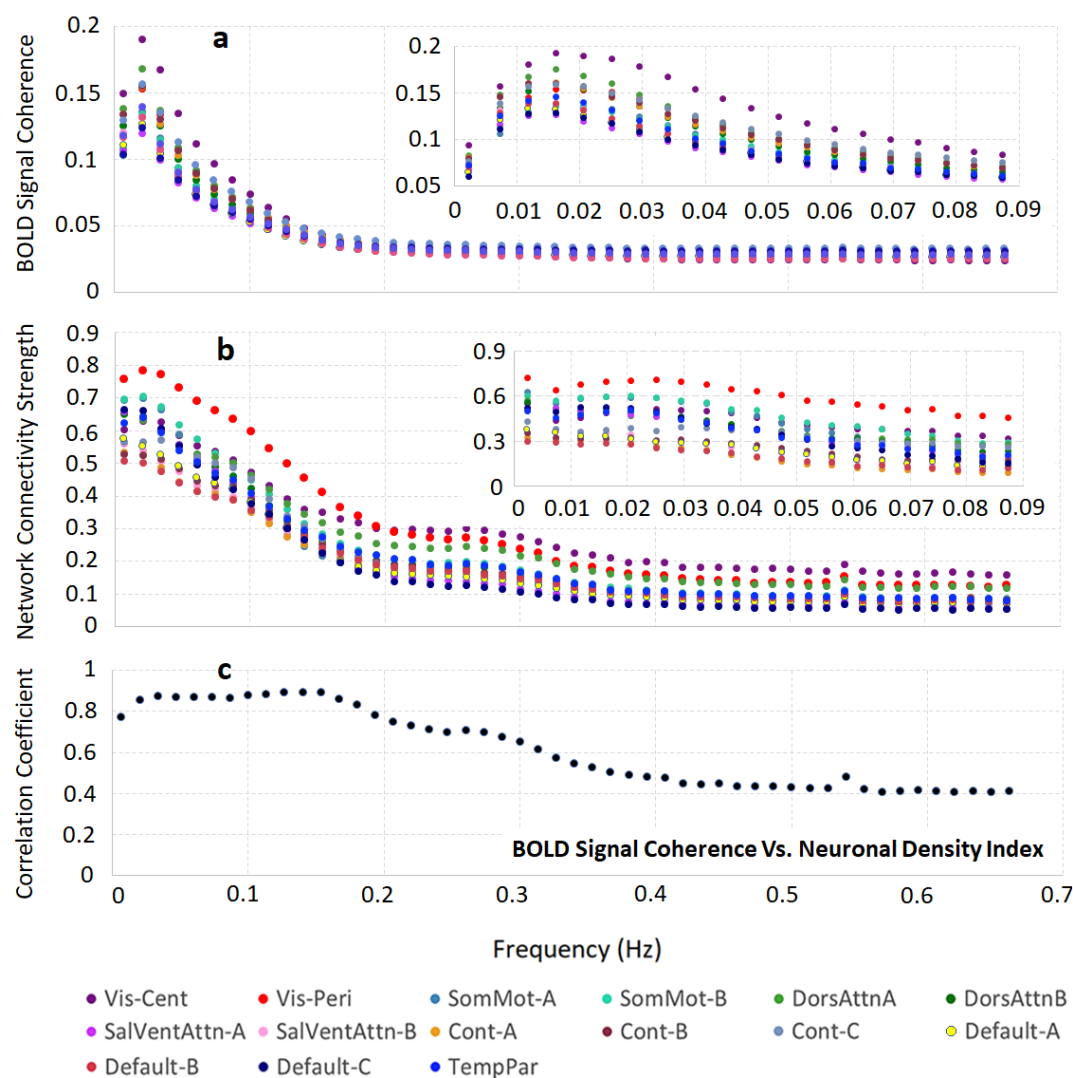 a
BOLD Signal Coherence
0.2
0.15
0.1
0.05
0
0.2
0.15
0.1
0.05
0 0.01 0.02 0.03 0.04 0.05 0.06 0.07 0.08 0.09
b
Network Connectivity Strength
0.9
0.8
0.7
0.6
0.5
0.4
0.3
0.2
0.1
0
0.9
0.6
0.3
0
0 0.01 0.02 0.03 0.04 0.05 0.06 0.07 0.08 0.09
c
Correlation Coefficient
1
0.8
0.6
0.4
0.2
0
BOLD Signal Coherence Vs. Neuronal Density Index
0 0.1 0.2 0.3 0.4 0.5 0.6 0.7
Frequency (Hz)
Vis-Cent Vis-Peri SomMot-A SomMot-B DorsAttnA DorsAttnB
SalVentAttn-A SalVentAttn-B Cont-A Cont-B Cont-C Default-A
Default-B Default-C TempPar